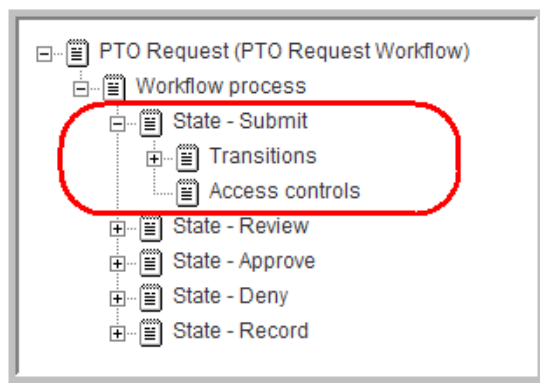 PTO Request (PTO Request Workflow)
Workflow process
State - Submit
Transitions
Access controls
State - Review
State - Approve
State - Deny
State - Record